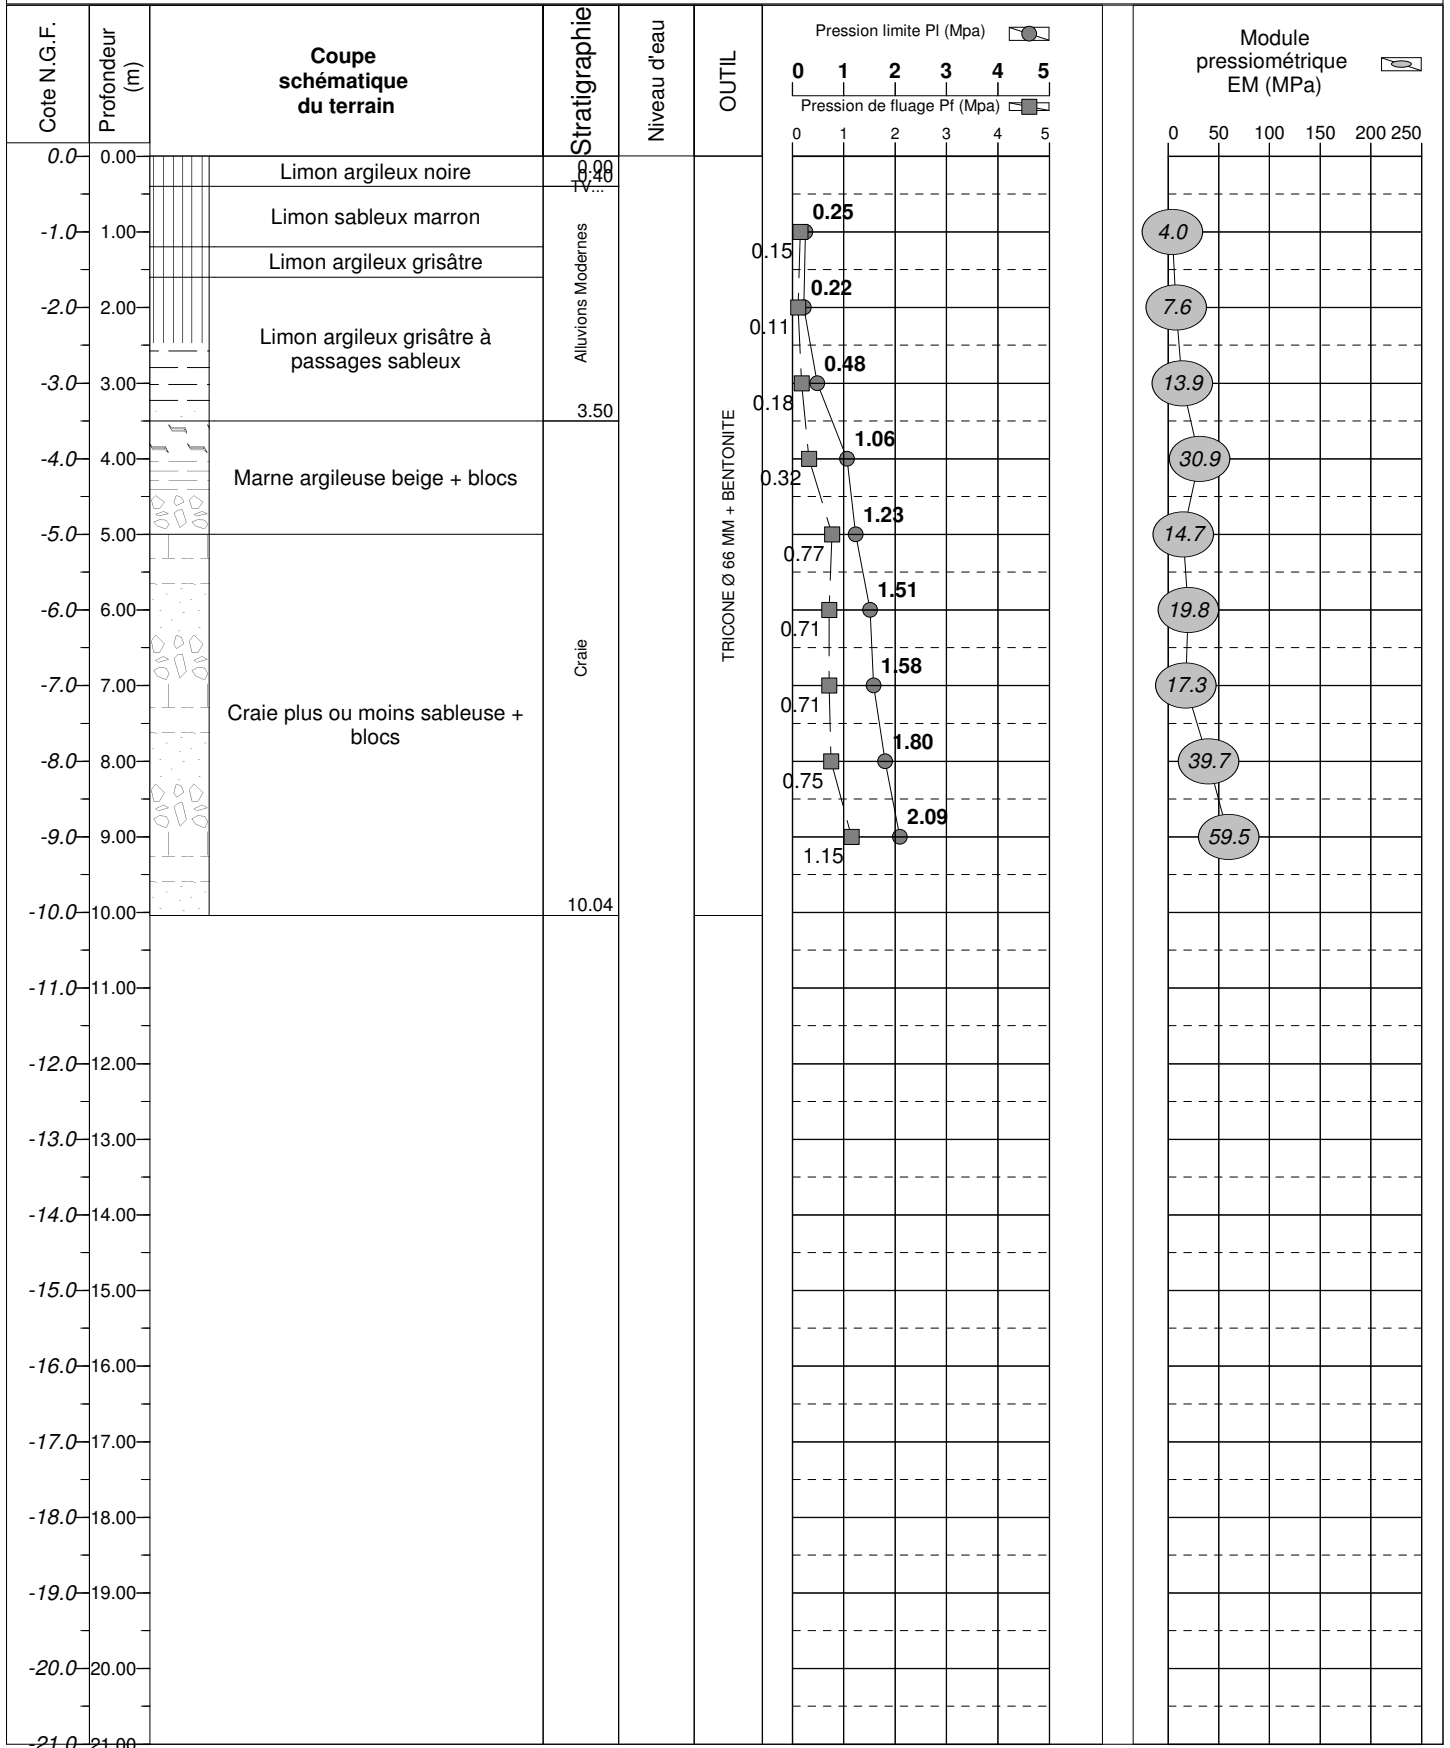 Cote N.G.F.
Profondeur
(m)
Coupe
schématique
du terrain
Stratigraphie
Niveau d'eau
OUTIL
Pression limite Pl (Mpa)
0 1 2 3 4 5
Pression de fluage Pf (Mpa)
0 1 2 3 4 5
Module
pressiométrique
EM (MPa)
0 50 100 150 200 250
0.0 0.00
Limon argileux noire
0.00
0.40
TV...
Limon sableux marron
-1.0 1.00
0.25
0.15
4.0
Limon argileux grisâtre
Alluvions Modernes
-2.0 2.00
0.22
0.11
7.6
Limon argileux grisâtre à
passages sableux
-3.0 3.00
0.48
0.18
13.9
3.50
-4.0 4.00
1.06
0.32
30.9
Marne argileuse beige + blocs
TRICONE Ø 66 MM + BENTONITE
-5.0 5.00
1.23
0.77
14.7
-6.0 6.00
1.51
0.71
19.8
Craie
-7.0 7.00
1.58
0.71
17.3
Craie plus ou moins sableuse +
blocs
-8.0 8.00
1.80
0.75
39.7
-9.0 9.00
2.09
1.15
59.5
10.04
-10.0 10.00
-11.0 11.00
-12.0 12.00
-13.0 13.00
-14.0 14.00
-15.0 15.00
-16.0 16.00
-17.0 17.00
-18.0 18.00
-19.0 19.00
-20.0 20.00
-21.0 21.00